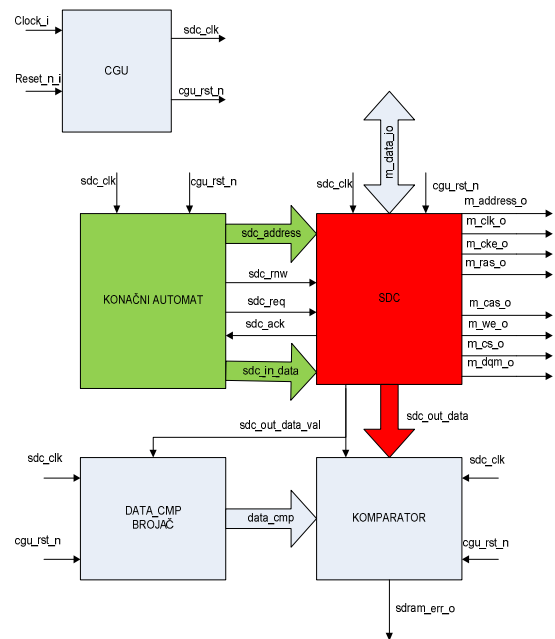 Clock_i
sdc_clk
CGU
Reset_n_i
cgu_rst_n
m_data_io
sdc_clk
cgu_rst_n
sdc_clk
cgu_rst_n
m_address_o
m_clk_o
sdc_address
m_cke_o
m_ras_o
sdc_rnw
KONAČNI AUTOMAT
SDC
sdc_req
m_cas_o
sdc_ack
m_we_o
m_cs_o
sdc_in_data
m_dqm_o
sdc_out_data
sdc_out_data_val
sdc_clk
sdc_clk
DATA_CMP
BROJAČ
data_cmp
KOMPARATOR
cgu_rst_n
cgu_rst_n
sdram_err_o